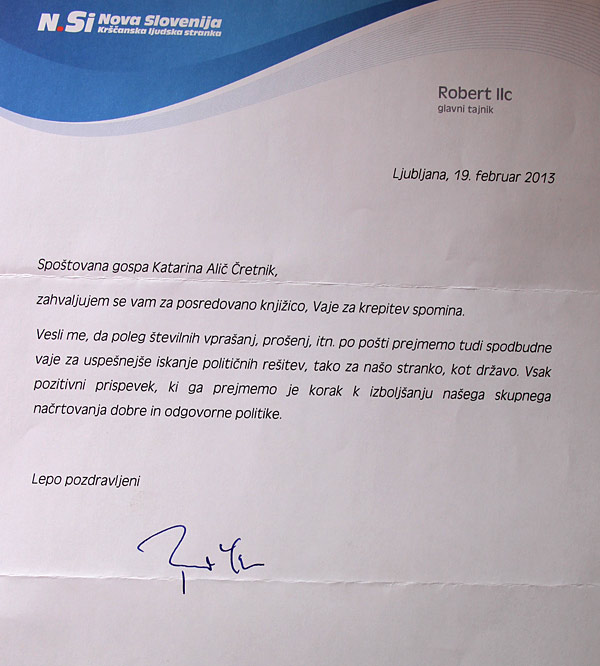 N.Si Nova Slovenija
Krščanska ljudska stranka
Robert Ilc
glavni tajnik
Ljubljana, 19. februar 2013
Spoštovana gospa Katarina Alič Čretnik,
zahvaljujem se vam za posredovano knjižico, Vaje za krepitev spomina.
Vesli me, da poleg številnih vprašanj, prošenj, itn. po pošti prejmemo tudi spodbudne
vaje za uspešnejše iskanje političnih rešitev, tako za našo stranko, kot državo. Vsak
pozitivni prispevek, ki ga prejmemo je korak k izboljšanju našega skupnega
načrtovanja dobre in odgovorne politike.
Lepo pozdravljeni